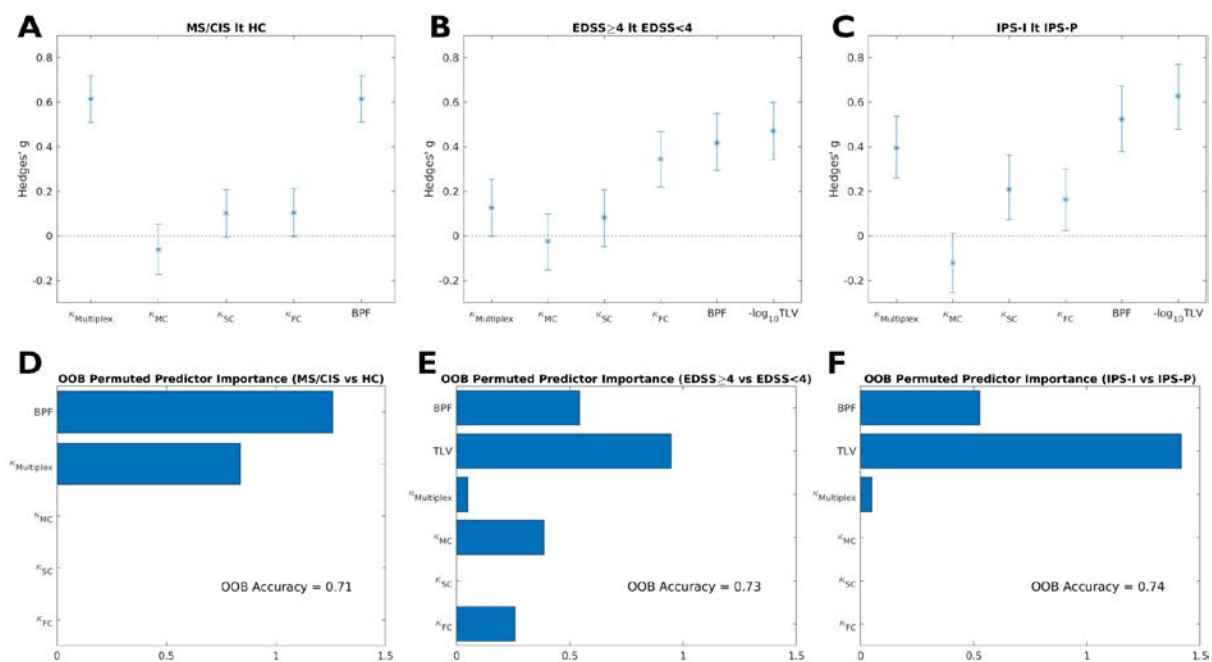 A
MS/CIS lt HC
Hedges' g
0.8
0.6
0.4
0.2
0
-0.2
κMultiplex
κMC
κSC
κFC
BPF
B
EDSS≥4 lt EDSS<4
Hedges' g
0.8
0.6
0.4
0.2
0
-0.2
κMultiplex
κMC
κSC
κFC
BPF
-log10TLV
C
IPS-I lt IPS-P
Hedges' g
0.8
0.6
0.4
0.2
0
-0.2
κMultiplex
κMC
κSC
κFC
BPF
-log10TLV
D
OOB Permuted Predictor Importance (MS/CIS vs HC)
BPF
κMultiplex
κMC
κSC
κFC
OOB Accuracy = 0.71
0
0.5
1
1.5
E
OOB Permuted Predictor Importance (EDSS≥4 vs EDSS<4)
BPF
TLV
κMultiplex
κMC
κSC
κFC
OOB Accuracy = 0.73
0
0.5
1
1.5
F
OOB Permuted Predictor Importance (IPS-I vs IPS-P)
BPF
TLV
κMultiplex
κMC
κSC
κFC
OOB Accuracy = 0.74
0
0.5
1
1.5